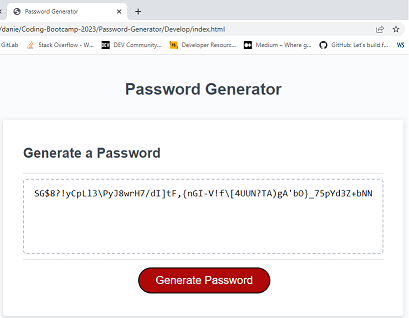 Password Generator
/danie/Coding-Bootcamp-2023/Password-Generator/Develop/index.html
GitLab
Stack Overflow - W...
DEV Community...
Developer Resourc...
Medium – Where g...
GitHub: Let's build f...
Password Generator
Generate a Password
SG$8?!yCpLl3\PyJ8wrH7/dI]tF,{nGI-V!f\[4UUN?TA)gA'bO}_75pYd3Z+bNN
Generate Password